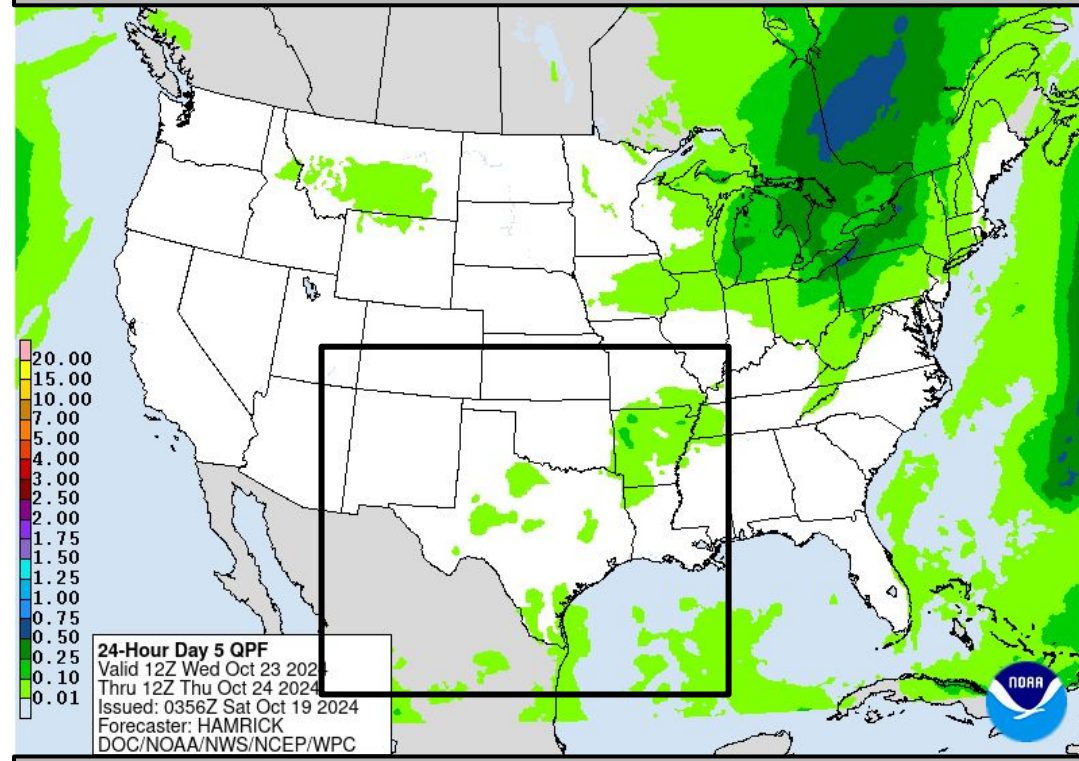 20.00
15.00
10.00
7.00
5.00
4.00
3.00
2.50
2.00
1.75
1.50
1.25
1.00
0.75
0.50
0.25
0.10
0.01
24-Hour Day 5 QPF
Valid 12Z Wed Oct 23 2024
Thru 12Z Thu Oct 24 2024
Issued: 0356Z Sat Oct 19 2024
Forecaster: HAMRICK
DOC/NOAA/NWS/NCEP/WPC
NOAA